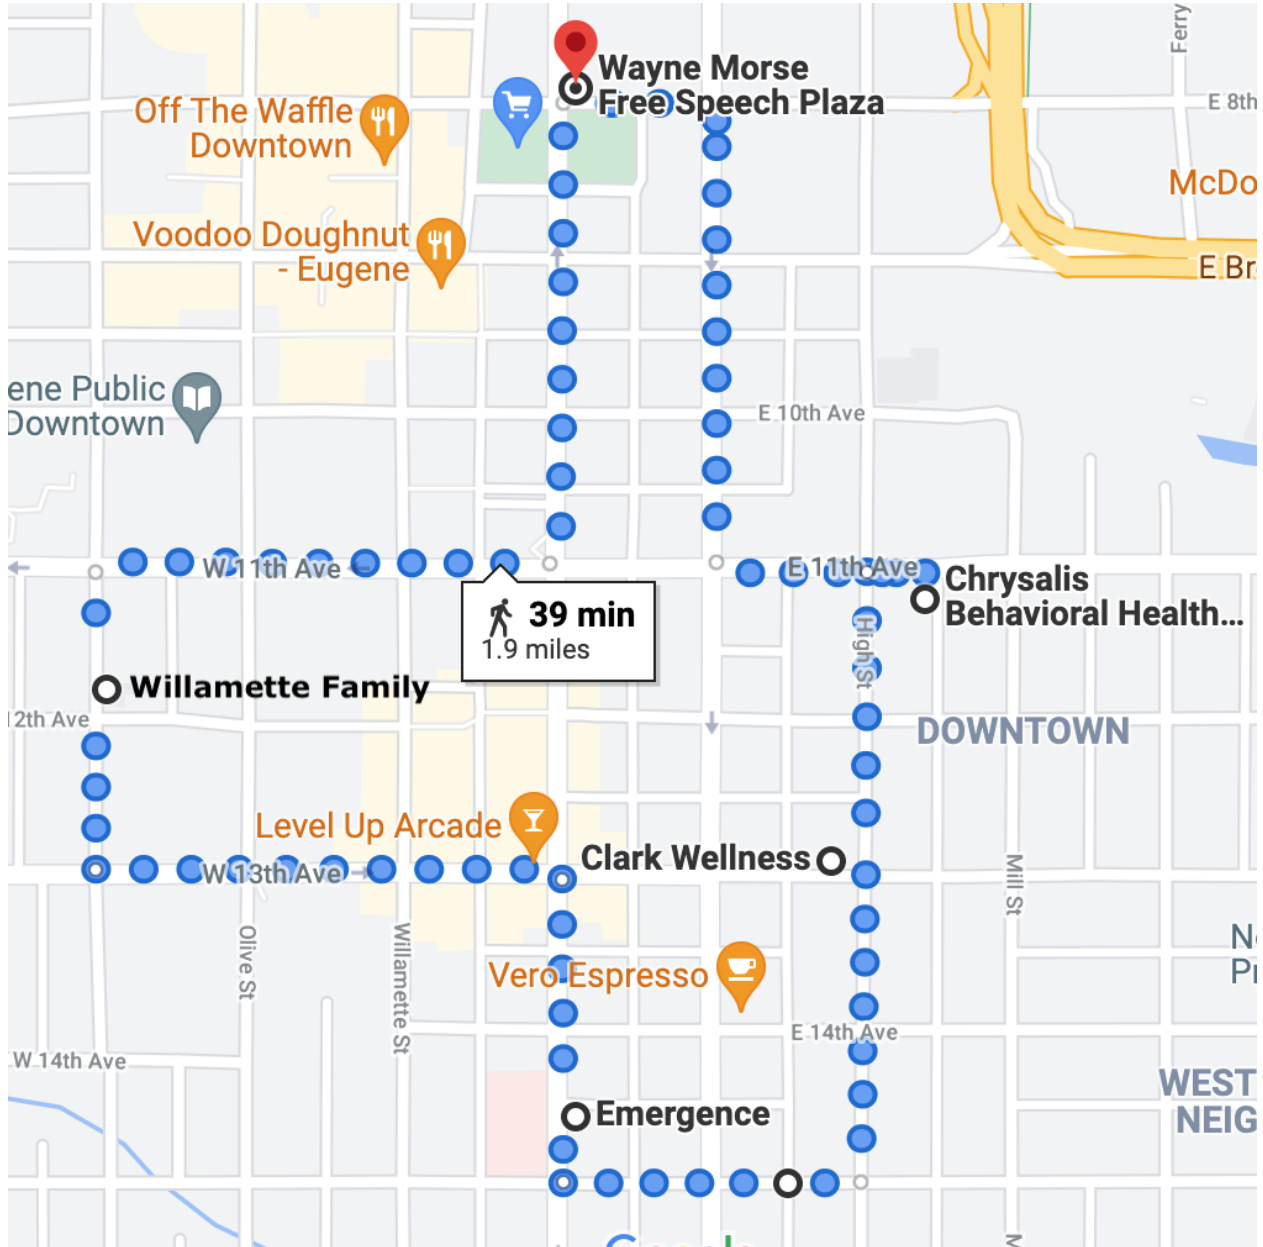 Ferry
Wayne Morse
Free Speech Plaza
E 8th
Off The Waffle
Downtown
McDo
Voodoo Doughnut
- Eugene
E Br
ene Public
Downtown
E 10th Ave
W 11th Ave
E 11th Ave
Chrysalis
Behavioral Health...
39 min
1.9 miles
High St
Willamette Family
12th Ave
DOWNTOWN
Level Up Arcade
Clark Wellness
W 13th Ave
Mill St
Olive St
Willamette St
Vero Espresso
N
Pr
E 14th Ave
W 14th Ave
WEST
NEIG
Emergence
M
Google